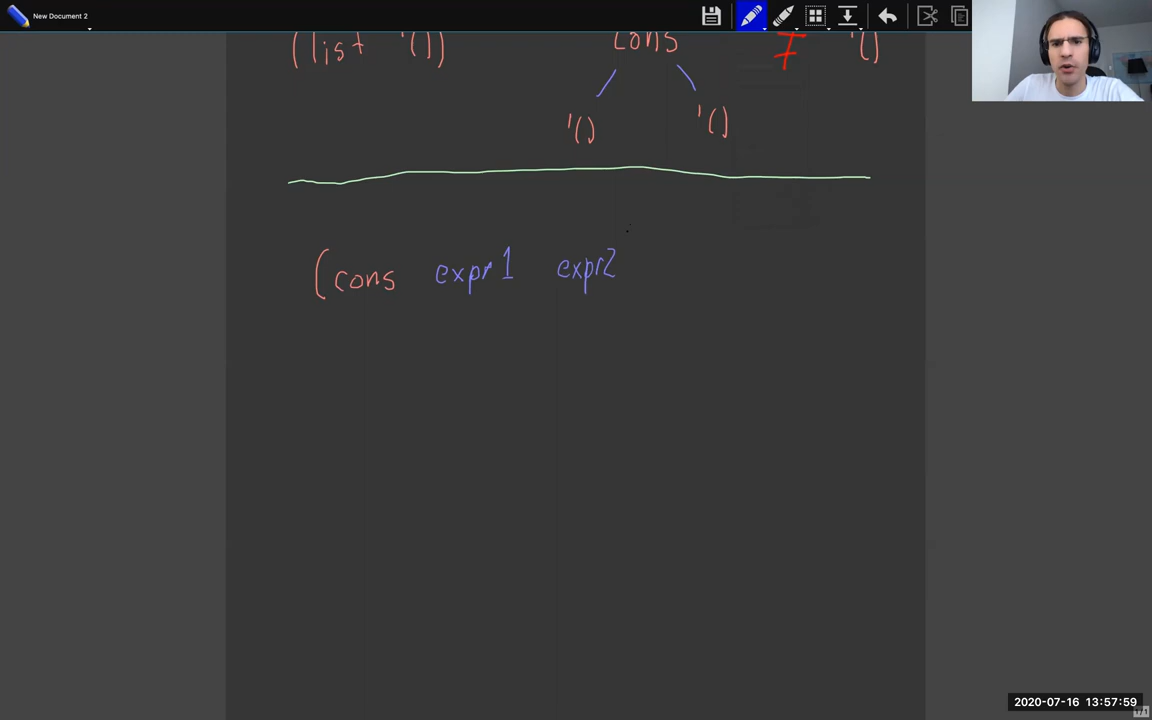 New Document 2
(list '()) cons ≠ '()
'() '()
(cons expr1 expr2
2020-07-16 13:57:59